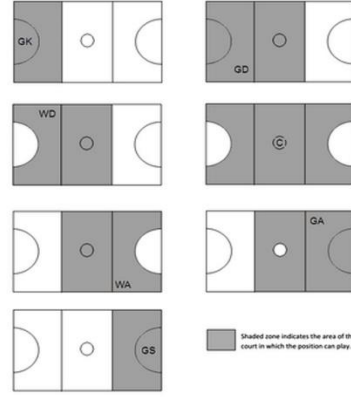 GK
GD
WD
C
WA
GA
GS
Shaded zone indicates the area of th
court in which the position can play.